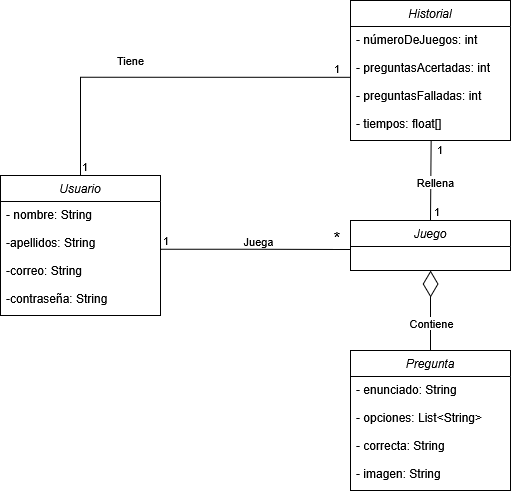 Historial
- númeroDeJuegos: int
- preguntasAcertadas: int
- preguntasFalladas: int
- tiempos: float[]
Tiene
1
1
1
Rellena
1
Usuario
- nombre: String
-apellidos: String
-correo: String
-contraseña: String
1
Juega
*
Juego
Contiene
Pregunta
- enunciado: String
- opciones: List<String>
- correcta: String
- imagen: String